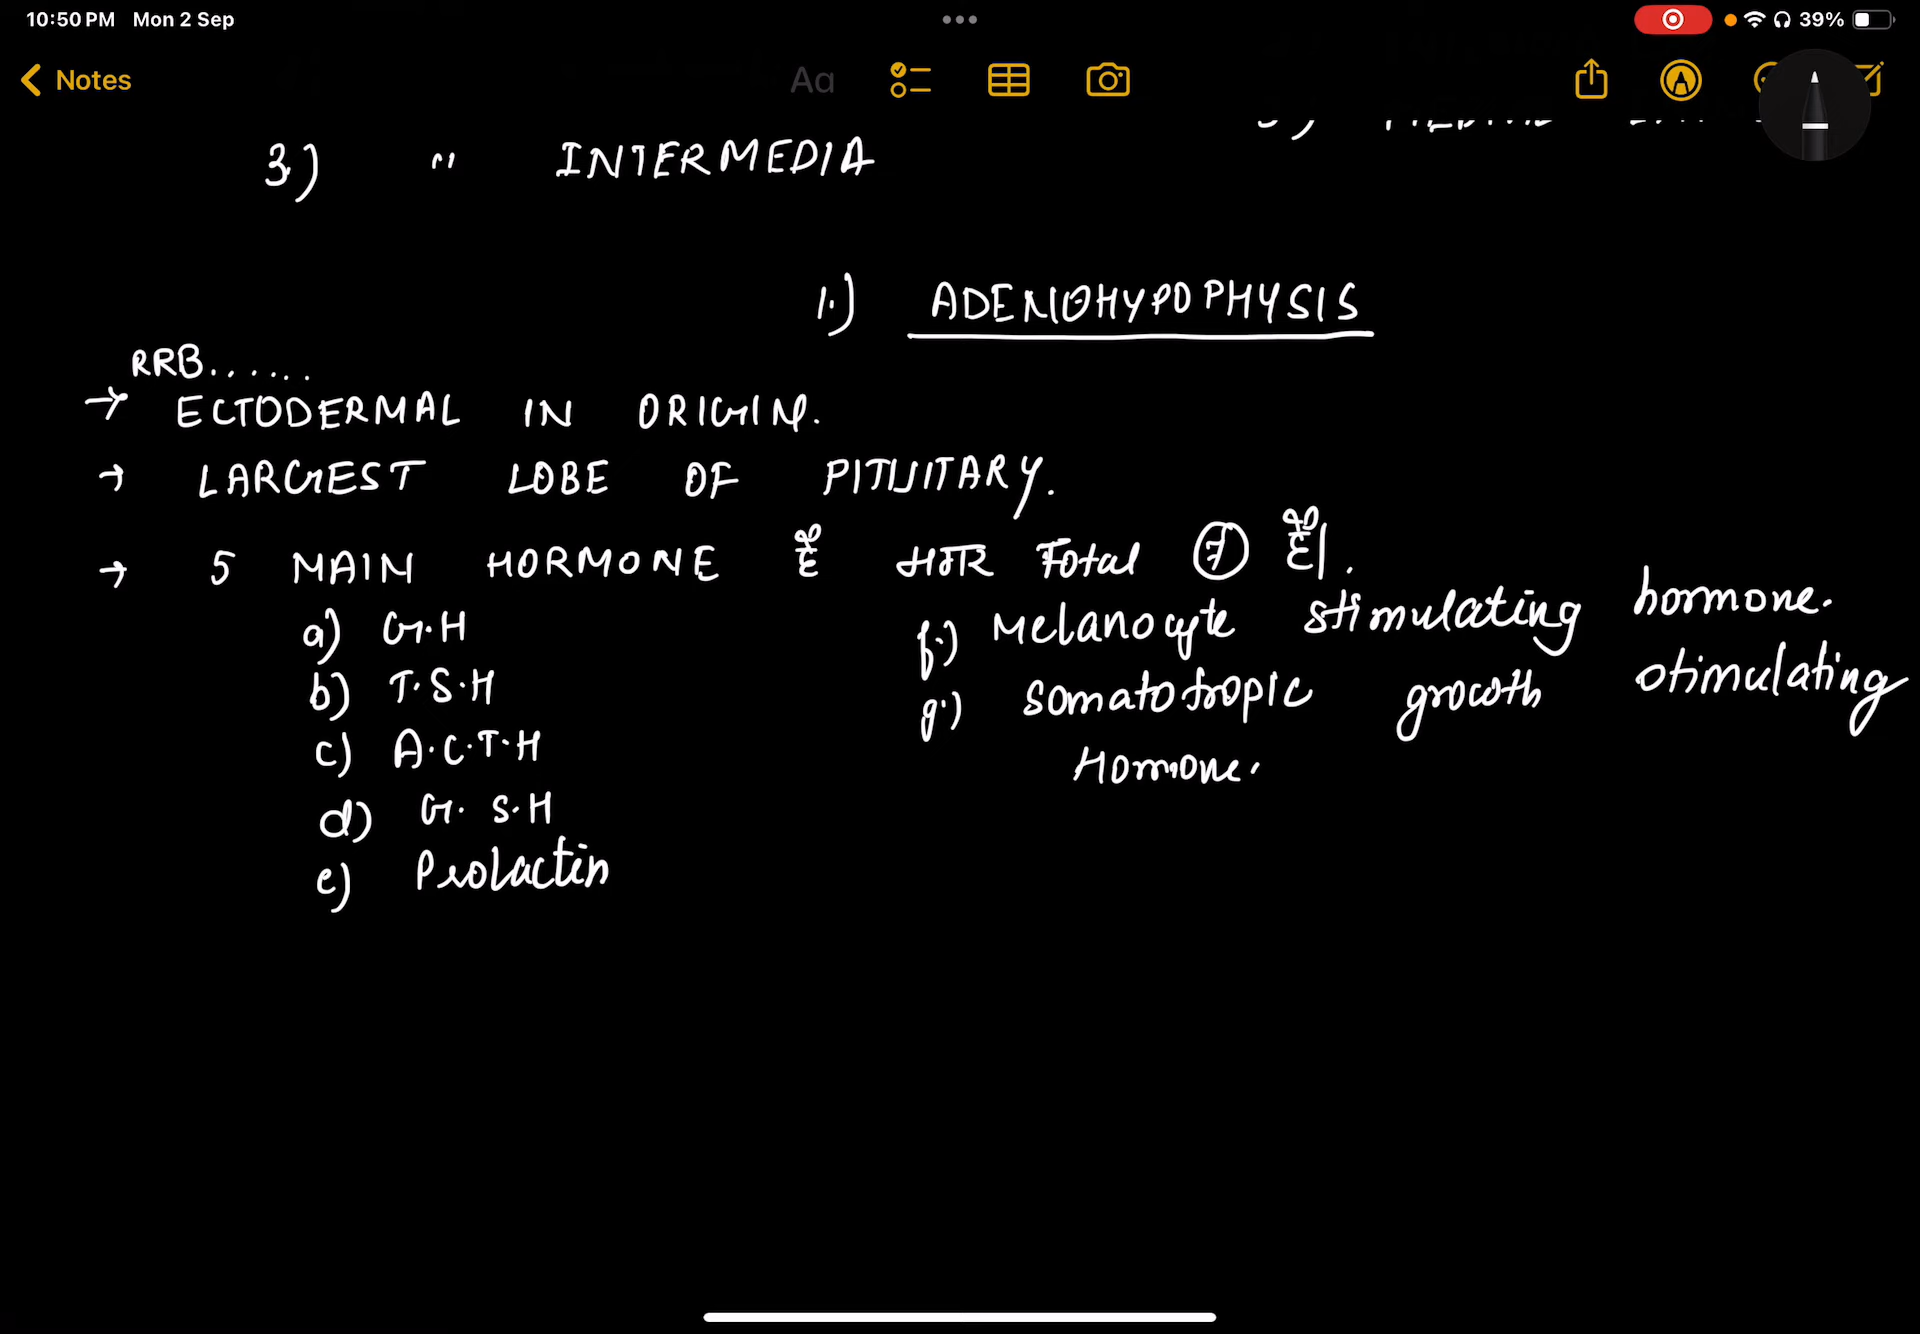 10:50 PM Mon 2 Sep
39%
Notes
Aa
3) " INTERMEDIA
1.) ADENOHYPOPHYSIS
RRB......
→ ECTODERMAL IN ORIGIN.
→ LARGEST LOBE OF PITUITARY.
→ 5 MAIN HORMONE हैं मगर Total 7 हैं।.
a) G.H
b) T.S.H
c) A.C.T.H
d) G. S.H
e) Prolactin
f.) Melanocyte stimulating hormone.
g.) Somatotropic growth stimulating
Hormone.